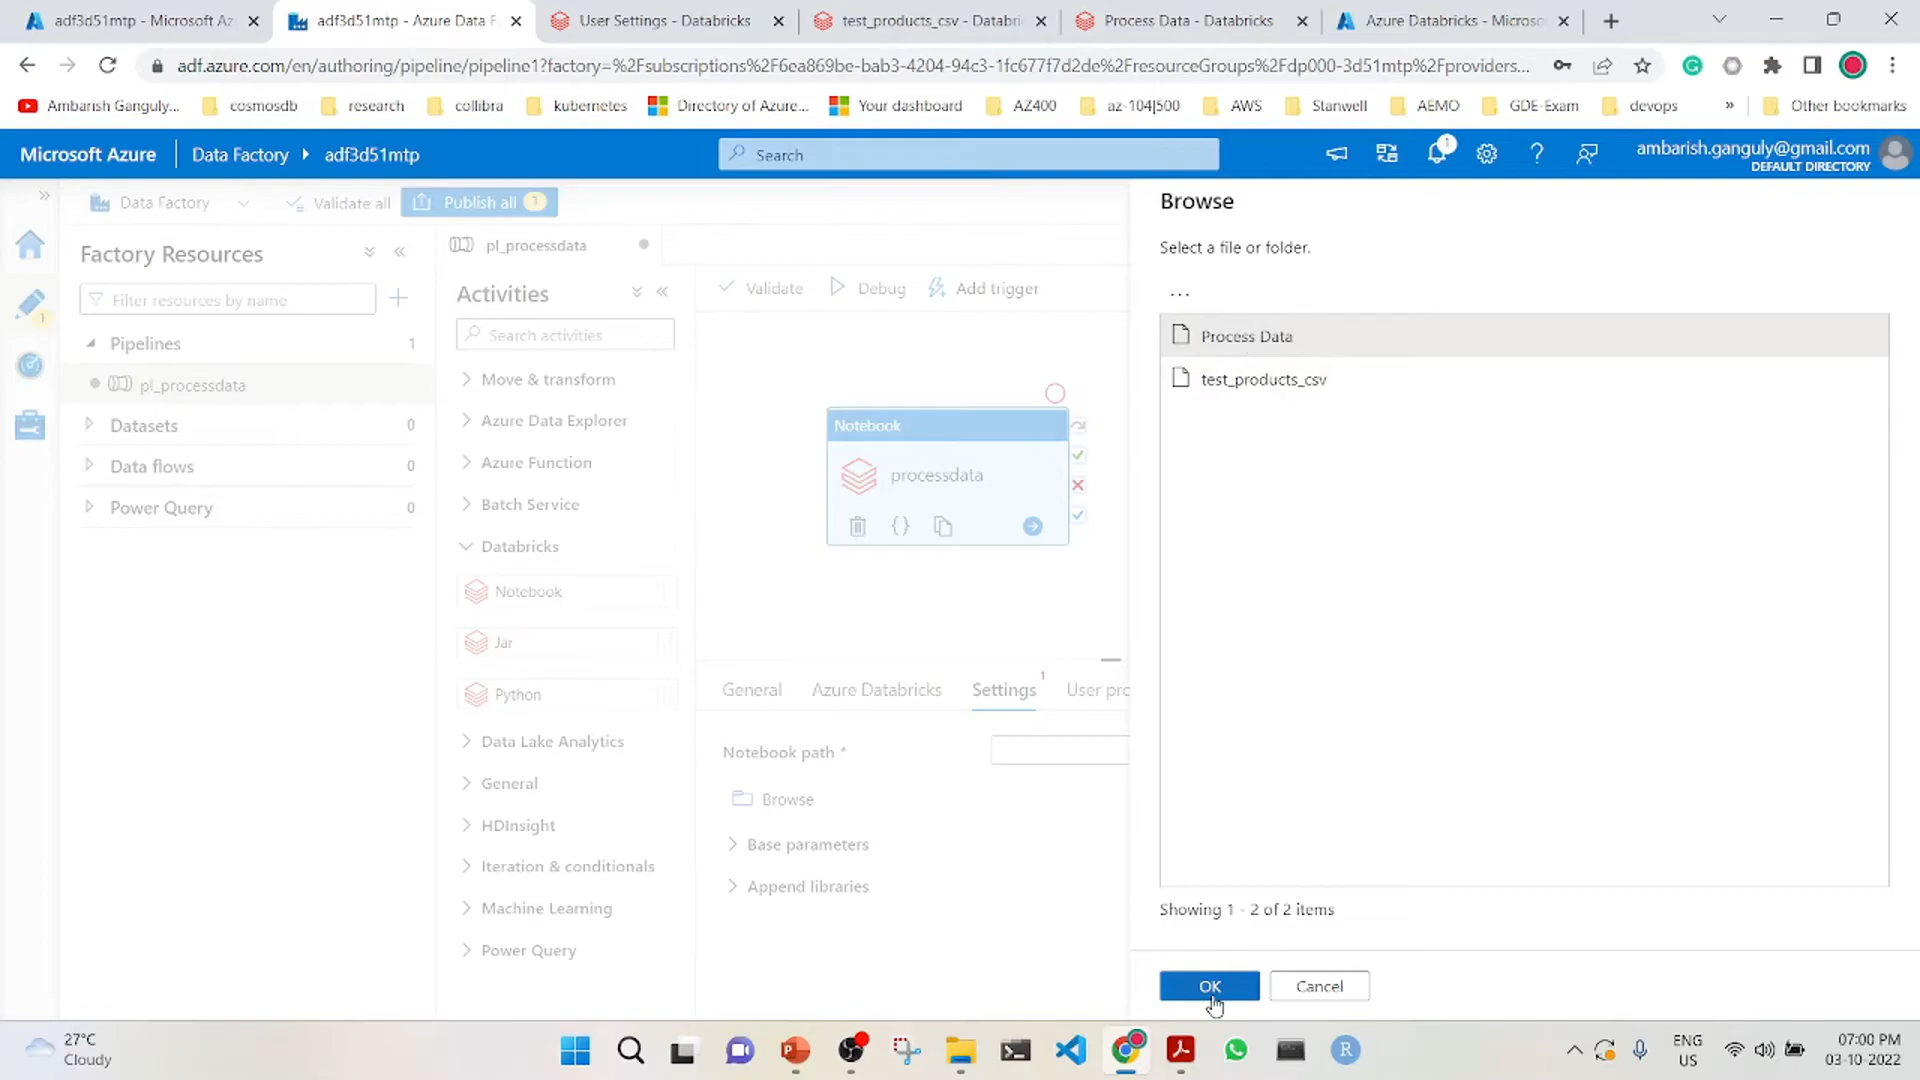 adf3d51mtp - Microsoft Az
adf3d51mtp - Azure Data F
User Settings - Databricks
test_products_csv - Databri
Process Data - Databricks
Azure Databricks - Microso
adf.azure.com/en/authoring/pipeline/pipeline1?factory=%2Fsubscriptions%2F6ea869be-bab3-4204-94c3-1fc677f7d2de%2FresourceGroups%2Fdp000-3d51mtp%2Fproviders...
Ambarish Ganguly...
cosmosdb
research
collibra
kubernetes
Directory of Azure...
Your dashboard
AZ400
az-104|500
AWS
Stanwell
AEMO
GDE-Exam
devops
»
Other bookmarks
Microsoft Azure
Data Factory
adf3d51mtp
Search
1
ambarish.ganguly@gmail.com
DEFAULT DIRECTORY
Data Factory
Validate all
Publish all 1
Factory Resources
Filter resources by name
Pipelines 1
pl_processdata
Datasets 0
Data flows 0
Power Query 0
1
pl_processdata
Activities
Search activities
Move & transform
Azure Data Explorer
Azure Function
Batch Service
Databricks
Notebook
Jar
Python
Data Lake Analytics
General
HDInsight
Iteration & conditionals
Machine Learning
Power Query
Validate
Debug
Add trigger
Notebook
processdata
{}
General
Azure Databricks
Settings 1
User pro
Notebook path *
Browse
Base parameters
Append libraries
Browse
Select a file or folder.
...
Process Data
test_products_csv
Showing 1 - 2 of 2 items
OK
Cancel
27°C
Cloudy
R
ENG
US
07:00 PM
03-10-2022